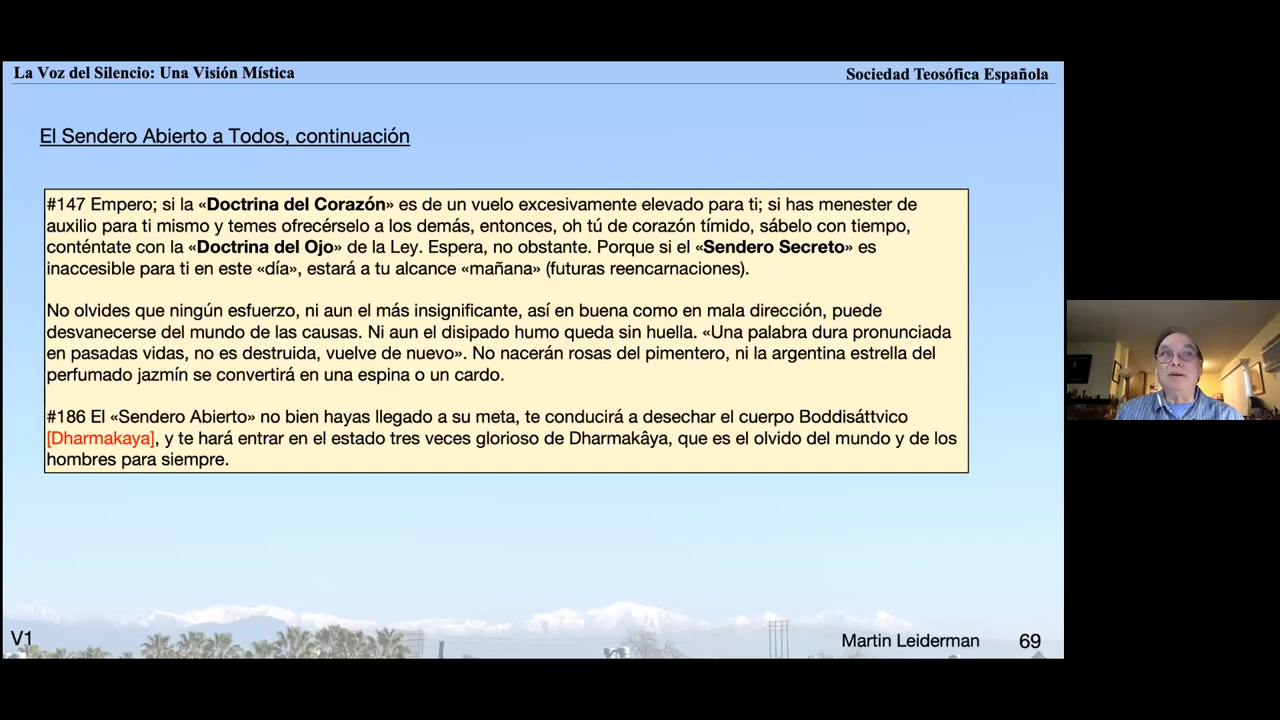 La Voz del Silencio: Una Visión Mística
Sociedad Teosófica Española
El Sendero Abierto a Todos, continuación
#147 Empero; si la «Doctrina del Corazón» es de un vuelo excesivamente elevado para ti; si has menester de
auxilio para ti mismo y temes ofrecérselo a los demás, entonces, oh tú de corazón tímido, sábelo con tiempo,
conténtate con la «Doctrina del Ojo» de la Ley. Espera, no obstante. Porque si el «Sendero Secreto» es
inaccesible para ti en este «día», estará a tu alcance «mañana» (futuras reencarnaciones).
No olvides que ningún esfuerzo, ni aun el más insignificante, así en buena como en mala dirección, puede
desvanecerse del mundo de las causas. Ni aun el disipado humo queda sin huella. «Una palabra dura pronunciada
en pasadas vidas, no es destruida, vuelve de nuevo». No nacerán rosas del pimentero, ni la argentina estrella del
perfumado jazmín se convertirá en una espina o un cardo.
#186 El «Sendero Abierto» no bien hayas llegado a su meta, te conducirá a desechar el cuerpo Boddisáttvico
[Dharmakaya], y te hará entrar en el estado tres veces glorioso de Dharmakâya, que es el olvido del mundo y de los
hombres para siempre.
V1
Martin Leiderman
69